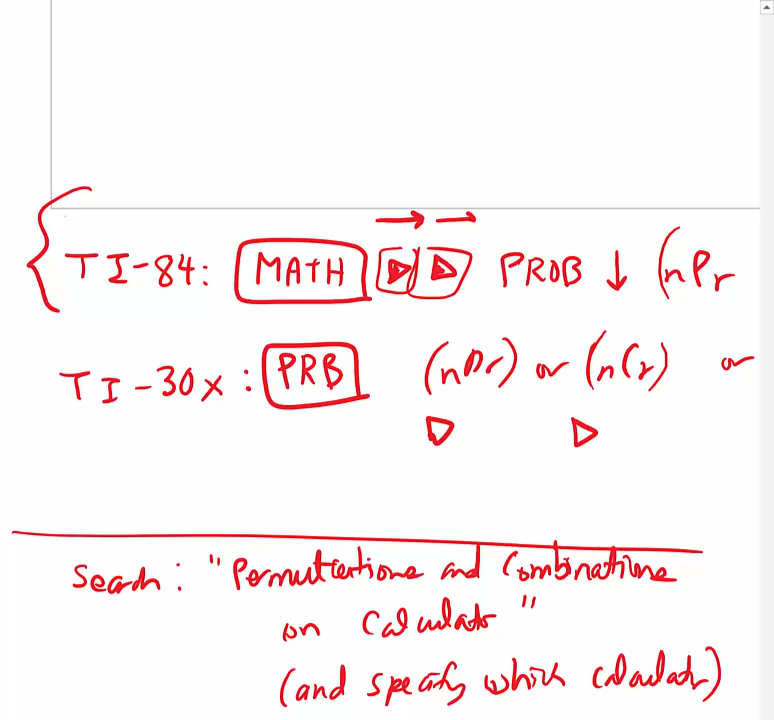 TI-84: MATH ▷ ▷ PROB ↓ (nPr
TI-30x: PRB (nPr) or (nCr) or
Search: "Permutations and Combinations
on calculator"
(and specify which calculator)